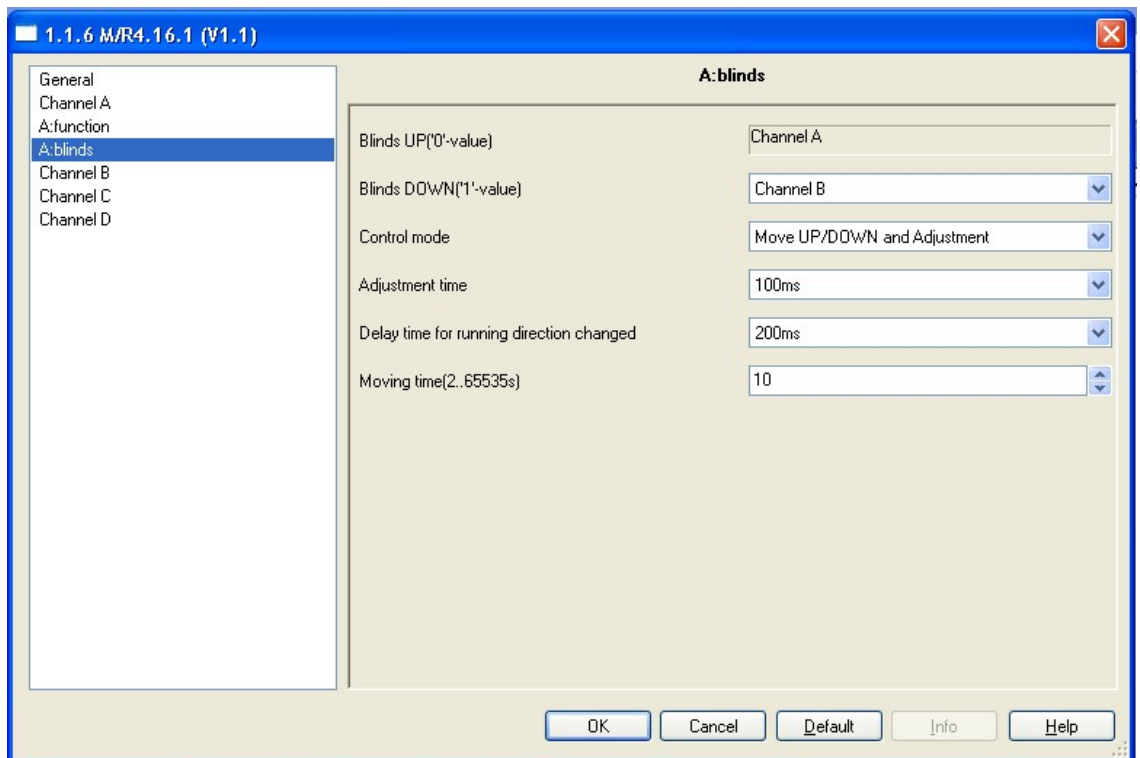 1.1.6 M/R4.16.1 (V1.1)
General
Channel A
A:function
A:blinds
Channel B
Channel C
Channel D
A:blinds
Blinds UP('0'-value) Channel A
Blinds DOWN('1'-value) Channel B
Control mode Move UP/DOWN and Adjustment
Adjustment time 100ms
Delay time for running direction changed 200ms
Moving time(2..65535s) 10
OK Cancel Default Info Help